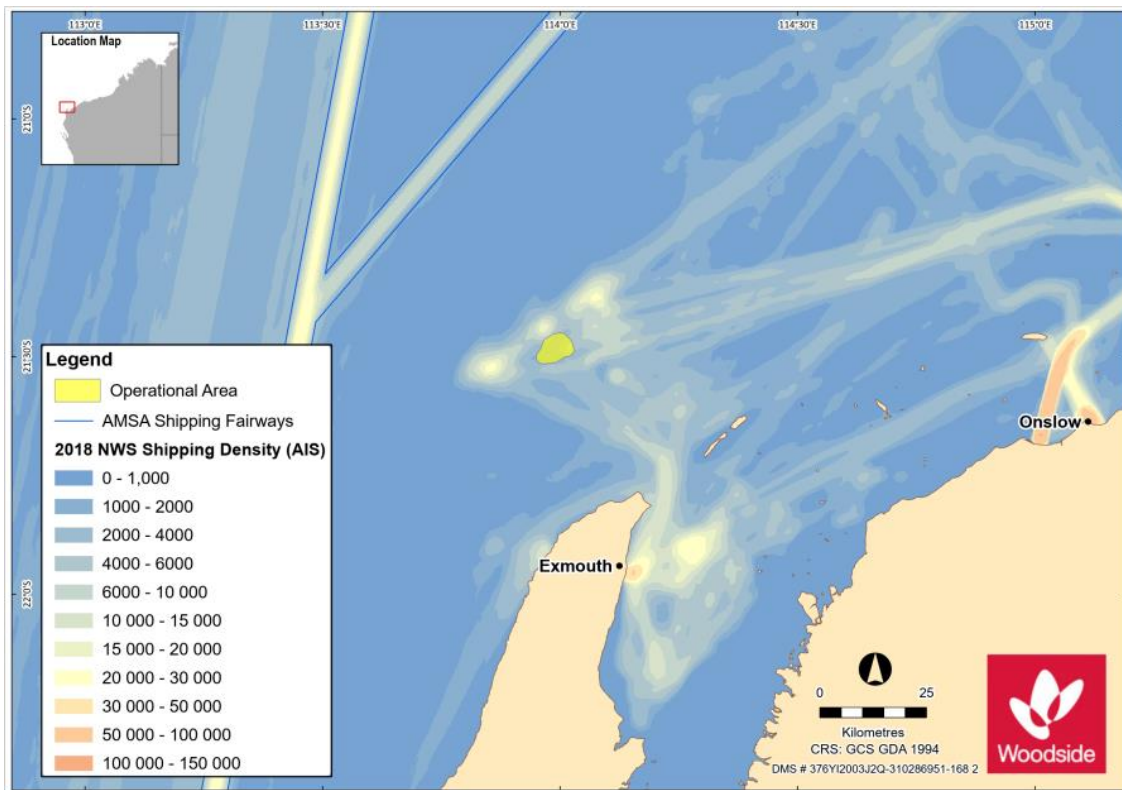 113°0'E
113°30'E
114°0'E
114°30'E
115°0'E
Location Map
21°0'S
21°30'S
22°0'S
Legend
Operational Area
AMSA Shipping Fairways
2018 NWS Shipping Density (AIS)
0 - 1,000
1000 - 2000
2000 - 4000
4000 - 6000
6000 - 10 000
10 000 - 15 000
15 000 - 20 000
20 000 - 30 000
30 000 - 50 000
50 000 - 100 000
100 000 - 150 000
Onslow
Exmouth
0 25
Kilometres
CRS: GCS GDA 1994
DMS # 376YI2003J2Q-310286951-168 2
Woodside